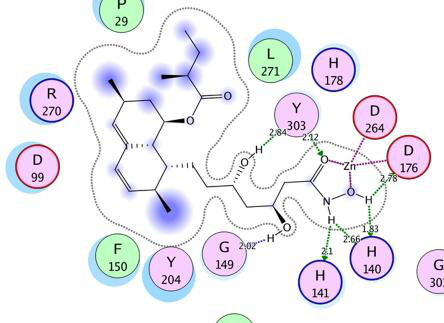 P
29
L
271
H
178
R
270
Y
303
D
264
O
O
H
2.84
2.12
O
Zn
D
176
D
99
O
O
2.78
H
N
H
O
H
2.02
2.1
2.66
1.83
F
150
Y
204
G
149
H
141
H
140
G